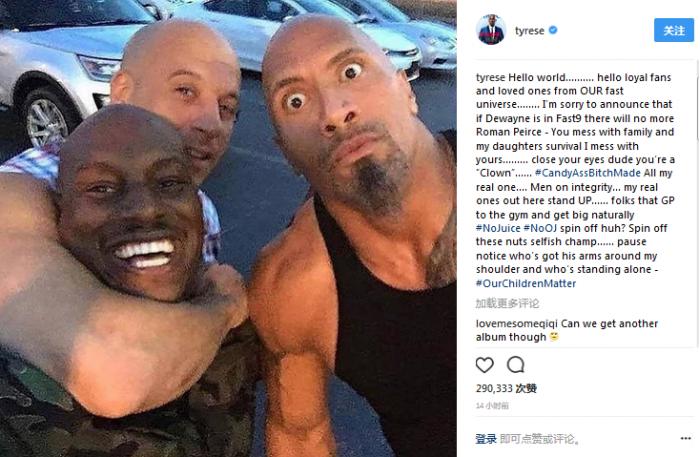 tyrese
关注
tyrese Hello world.......... hello loyal fans
and loved ones from OUR fast
universe........ I'm sorry to announce that
if Dewayne is in Fast9 there will no more
Roman Peirce - You mess with family and
my daughters survival I mess with
yours......... close your eyes dude you're a
"Clown"...... #CandyAssBitchMade All my
real one.... Men on integrity... my real
ones out here stand UP...... folks that GP
to the gym and get big naturally
#NoJuice #NoOJ spin off huh? Spin off
these nuts selfish champ...... pause
notice who's got his arms around my
shoulder and who's standing alone -
#OurChildrenMatter
加载更多评论
lovemesomeqiqi Can we get another
album though
290,333 次赞
14 小时前
登录 即可点赞或评论。